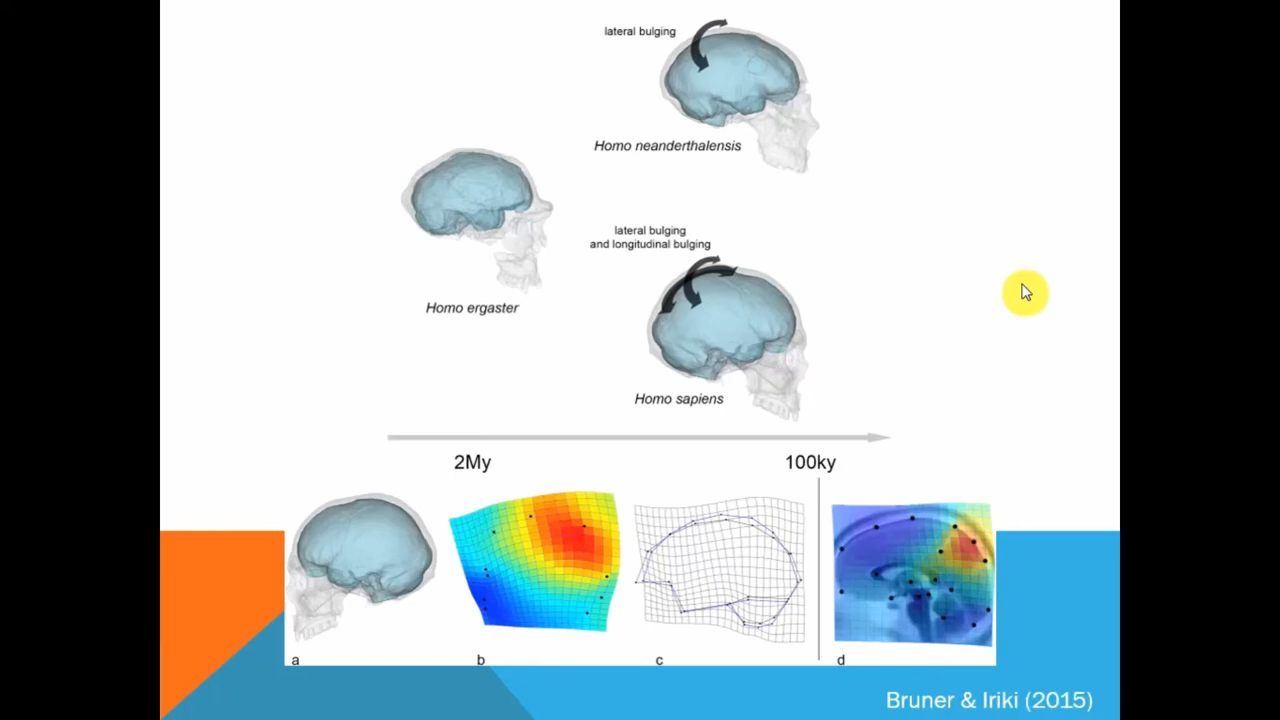 lateral bulging
Homo neanderthalensis
lateral bulging
and longitudinal bulging
Homo ergaster
Homo sapiens
2My
100ky
a
b
c
d
Bruner & Iriki (2015)